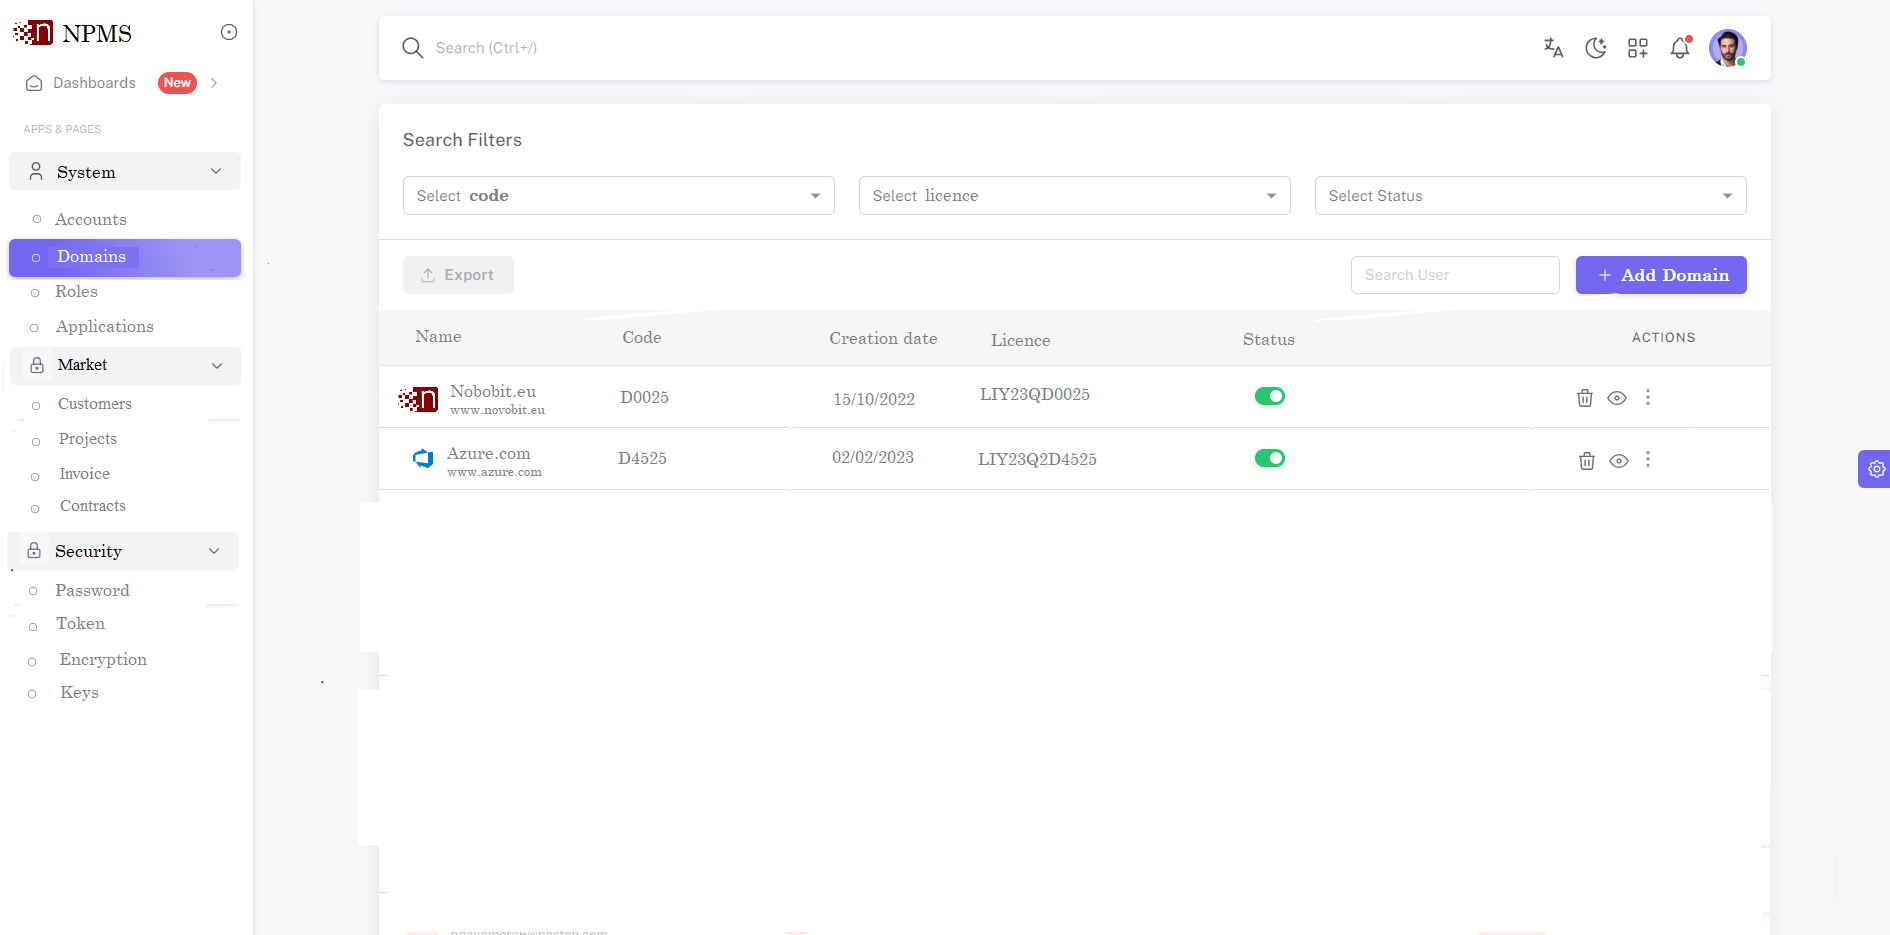 n NPMS
Dashboards New
APPS & PAGES
System
Accounts
Domains
Roles
Applications
Market
Customers
Projects
Invoice
Contracts
Security
Password
Token
Encryption
Keys
Search (Ctrl+/)
Search Filters
Select code
Select licence
Select Status
Export
Search User
+ Add Domain
Name Code Creation date Licence Status ACTIONS
n Nobobit.eu D0025 15/10/2022 LIY23QD0025
www.novobit.eu
Azure.com D4525 02/02/2023 LIY23Q2D4525
www.azure.com